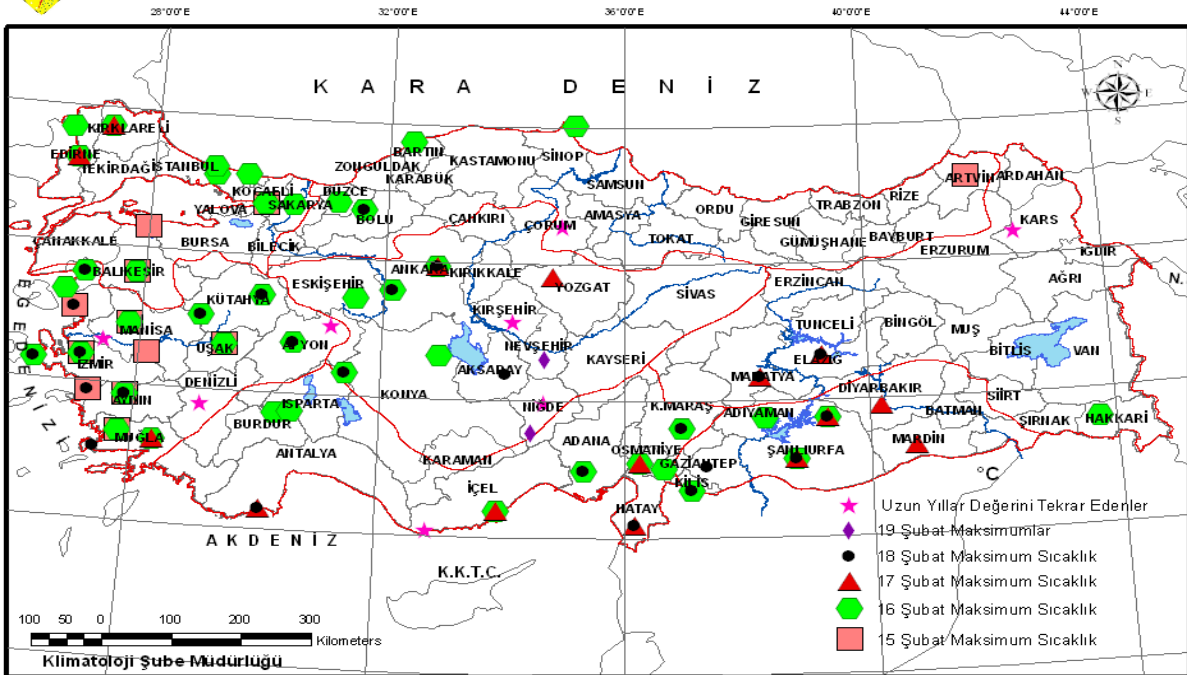 28°0'0"E 32°0'0"E 36°0'0"E 40°0'0"E 44°0'0"E
K A R A D E N İ Z
N
W E
S
KIRKLARELİ
EDİRNE
TEKİRDAĞ
İSTANBUL
BARTIN
ZONGULDAK
KARABÜK
KASTAMONU
SİNOP
SAMSUN
ARTVİN
ARDAHAN
KOCAELİ
YALOVA
SAKARYA
DÜZCE
BOLU
ÇANKIRI
ÇORUM
AMASYA
ORDU
GİRESUN
TRABZON
RİZE
KARS
ÇANAKKALE
BURSA
BİLECİK
TOKAT
GÜMÜŞHANE
BAYBURT
ERZURUM
IĞDIR
BALIKESİR
ESKİŞEHİR
ANKARA
KIRIKKALE
YOZGAT
SİVAS
ERZİNCAN
AĞRI
N.
KÜTAHYA
KIRŞEHİR
TUNCELİ
BİNGÖL
MUŞ
MANİSA
UŞAK
AFYON
NEVŞEHİR
KAYSERİ
ELAZIĞ
BİTLİS
VAN
EGE DENİZİ
İZMİR
AYDIN
DENİZLİ
KONYA
AKSARAY
MALATYA
DİYARBAKIR
SİİRT
ISPARTA
NİĞDE
K.MARAŞ
ADIYAMAN
BATMAN
ŞIRNAK
HAKKARİ
MUĞLA
BURDUR
ANTALYA
KARAMAN
ADANA
OSMANİYE
GAZİANTEP
ŞANLIURFA
MARDİN
İÇEL
KİLİS
HATAY
AKDENİZ
K.K.T.C.
°C
Uzun Yıllar Değerini Tekrar Edenler
19 Şubat Maksimumlar
18 Şubat Maksimum Sıcaklık
17 Şubat Maksimum Sıcaklık
16 Şubat Maksimum Sıcaklık
15 Şubat Maksimum Sıcaklık
100 50 0 100 200 300
Kilometers
Klimatoloji Şube Müdürlüğü